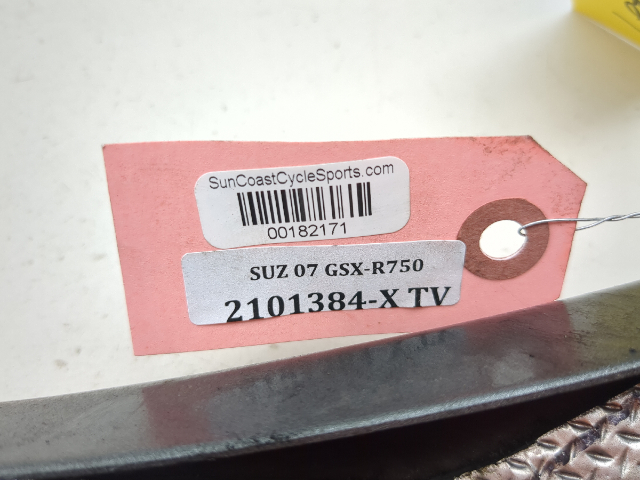 SunCoastCycleSports.com
00182171
SUZ 07 GSX-R750
2101384-X TV